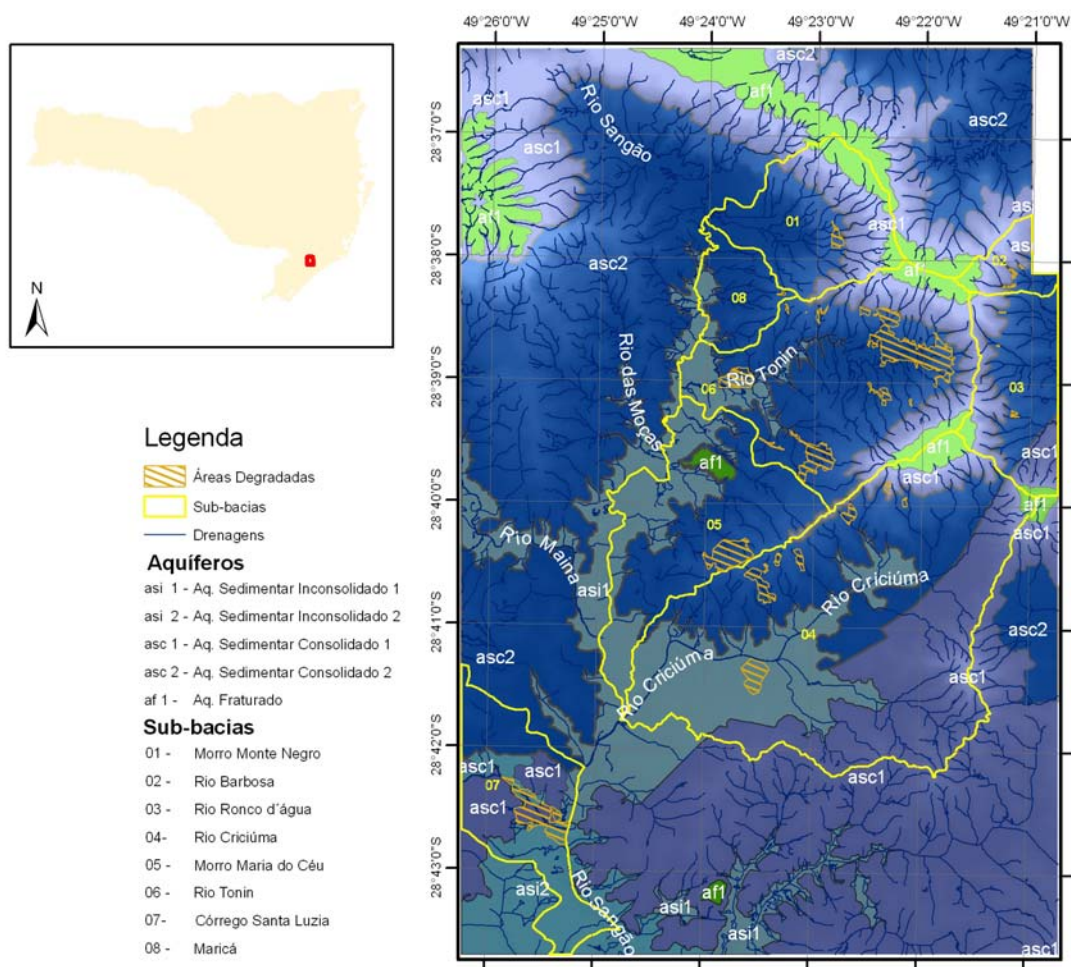 49°26'0"W 49°25'0"W 49°24'0"W 49°23'0"W 49°22'0"W 49°21'0"W
28°37'0"S
28°38'0"S
28°39'0"S
28°40'0"S
28°41'0"S
28°42'0"S
28°43'0"S
N
Legenda
Áreas Degradadas
Sub-bacias
Drenagens
Aquíferos
asi 1 - Aq. Sedimentar Inconsolidado 1
asi 2 - Aq. Sedimentar Inconsolidado 2
asc 1 - Aq. Sedimentar Consolidado 1
asc 2 - Aq. Sedimentar Consolidado 2
af 1 - Aq. Fraturado
Sub-bacias
01 - Morro Monte Negro
02 - Rio Barbosa
03 - Rio Ronco d´água
04 - Rio Criciúma
05 - Morro Maria do Céu
06 - Rio Tonin
07- Córrego Santa Luzia
08 - Maricá
asc2
asc1
af1
Rio Sangão
asc2
asc1
af1
01
asc1
as
as
02
af1
asc2
08
Rio das Moças
Rio Tonin
06
03
af1
af1
asc1
asc1
af1
asc1
05
Rio Maina
asi1
Rio Criciúma
04
asc2
asc2
Rio Criciúma
asc1
asc1
asc1
07
asc1
asc1
asi2
Rio Sangão
af1
asi1
asi1
asc1